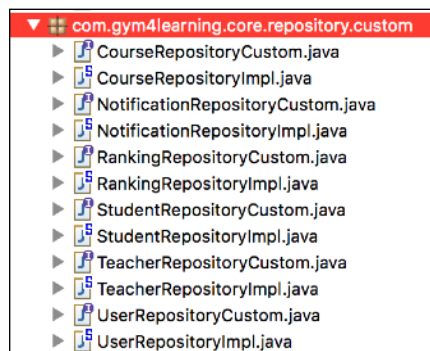 com.gym4learning.core.repository.custom
CourseRepositoryCustom.java
CourseRepositoryImpl.java
NotificationRepositoryCustom.java
NotificationRepositoryImpl.java
RankingRepositoryCustom.java
RankingRepositoryImpl.java
StudentRepositoryCustom.java
StudentRepositoryImpl.java
TeacherRepositoryCustom.java
TeacherRepositoryImpl.java
UserRepositoryCustom.java
UserRepositoryImpl.java